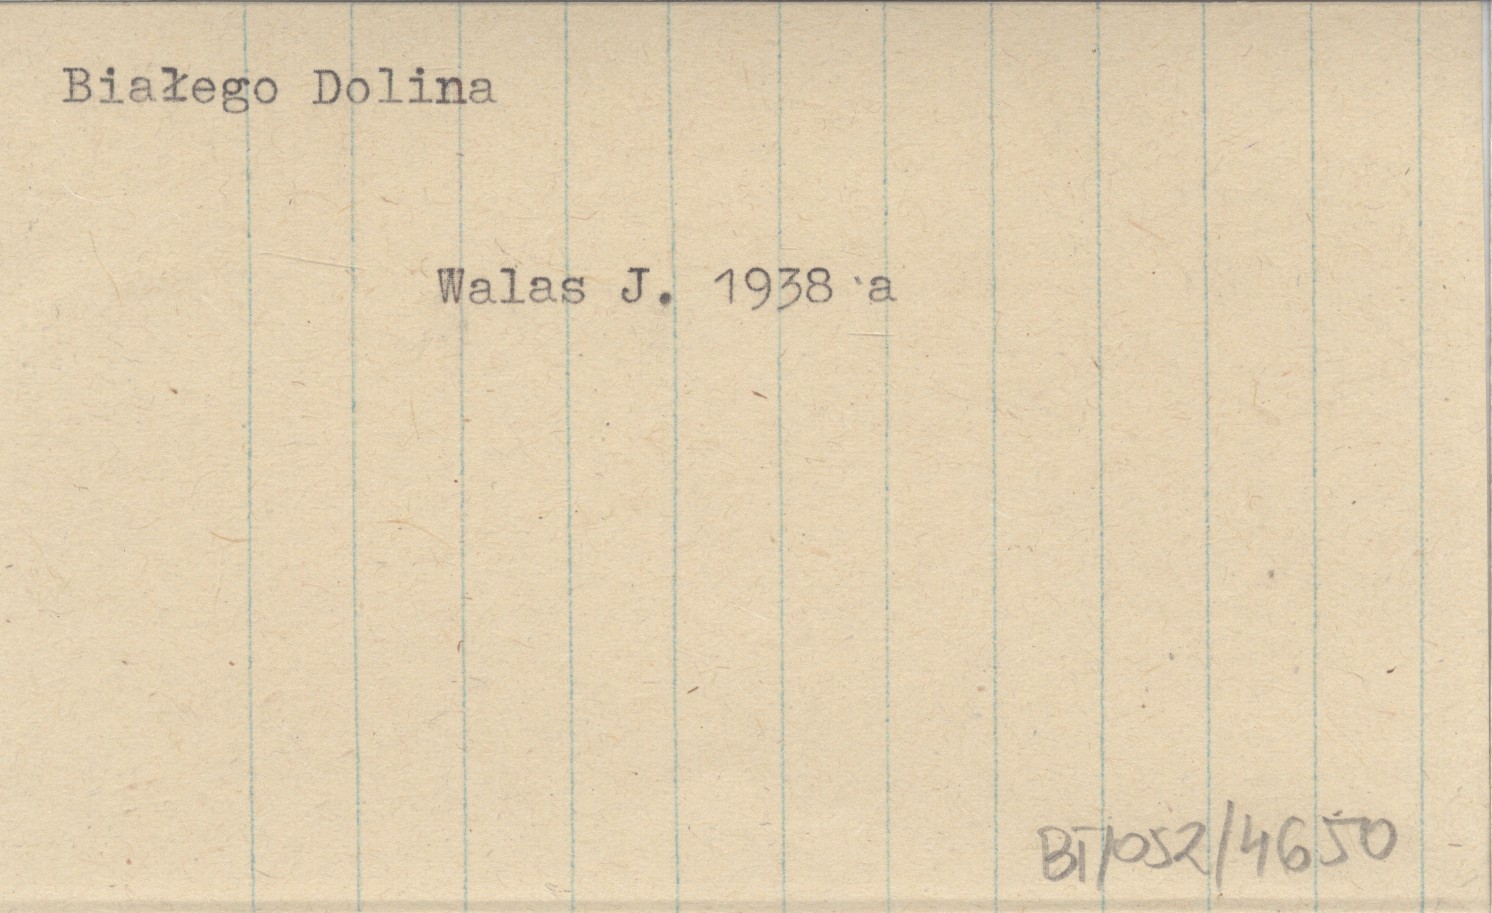 Białego Dolina
Walas J. 1938 a
BT/052/4650